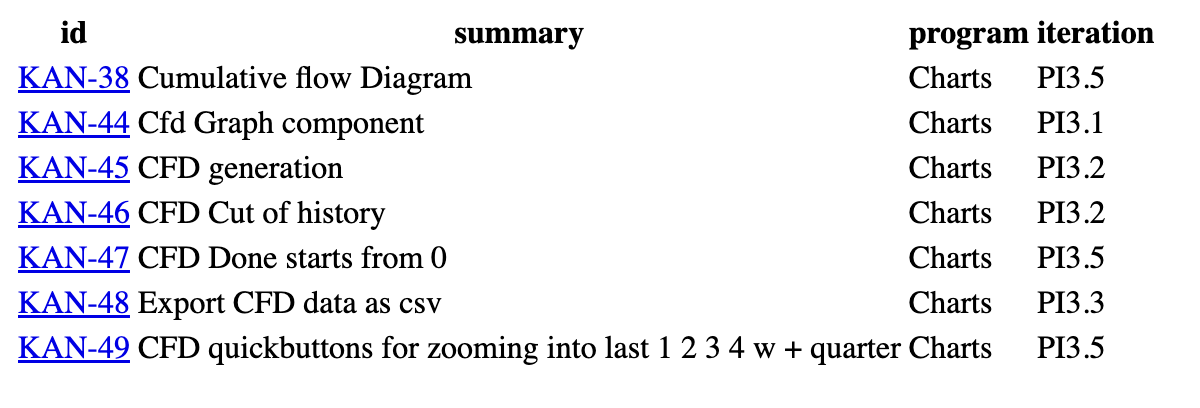 id summary program iteration
KAN-38 Cumulative flow Diagram Charts PI3.5
KAN-44 Cfd Graph component Charts PI3.1
KAN-45 CFD generation Charts PI3.2
KAN-46 CFD Cut of history Charts PI3.2
KAN-47 CFD Done starts from 0 Charts PI3.5
KAN-48 Export CFD data as csv Charts PI3.3
KAN-49 CFD quickbuttons for zooming into last 1 2 3 4 w + quarter Charts PI3.5